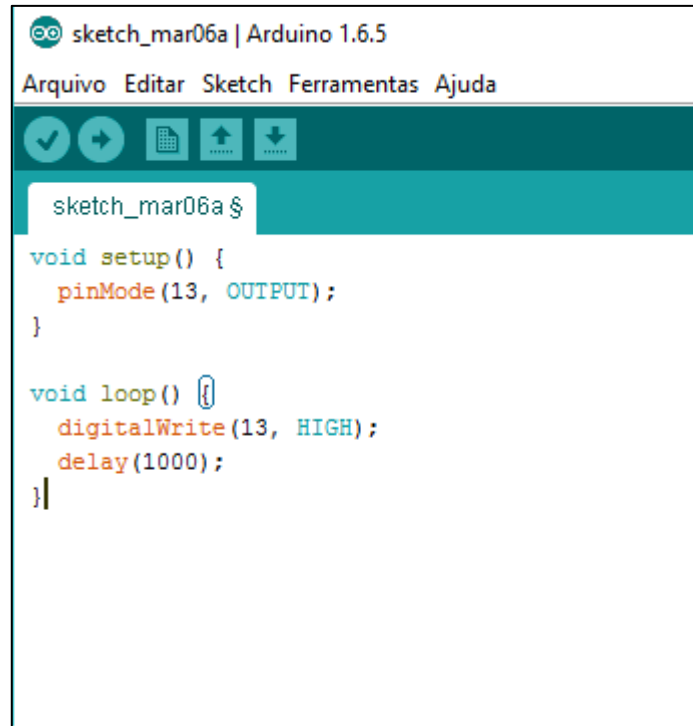 sketch_mar06a | Arduino 1.6.5
Arquivo Editar Sketch Ferramentas Ajuda
sketch_mar06a §
void setup() {
  pinMode(13, OUTPUT);
}

void loop() {
  digitalWrite(13, HIGH);
  delay(1000);
}